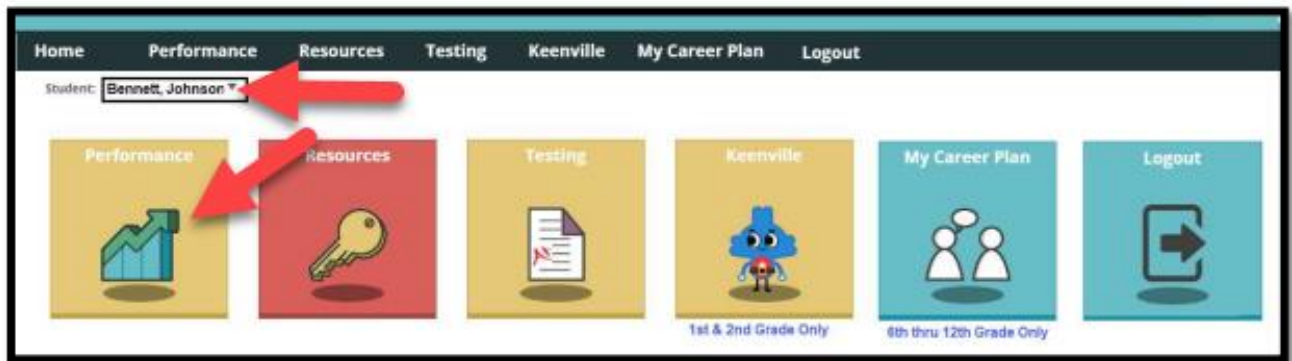 Home Performance Resources Testing Keenville My Career Plan Logout
Student: Bennett, Johnson
Performance Resources Testing Keenville My Career Plan Logout
1st & 2nd Grade Only 6th thru 12th Grade Only